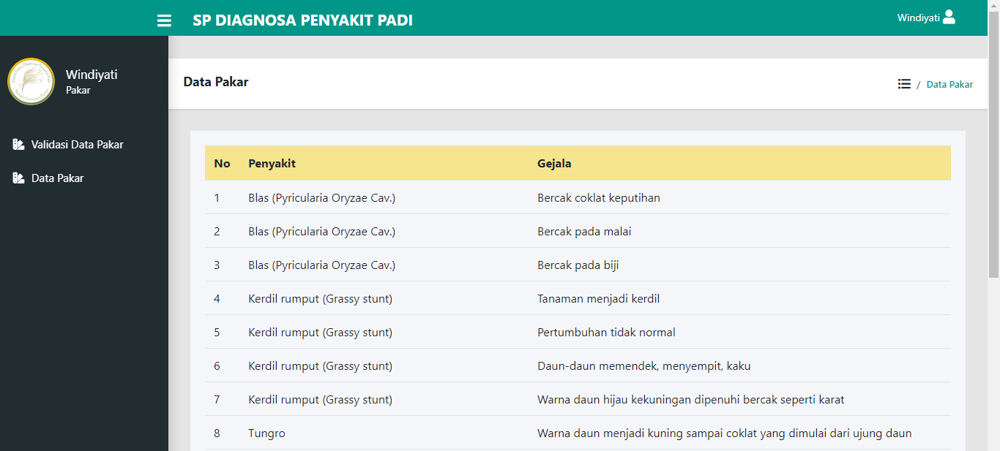 SP DIAGNOSA PENYAKIT PADI
Windiyati
Windiyati
Pakar
Validasi Data Pakar
Data Pakar
Data Pakar
/ Data Pakar
No Penyakit Gejala
1 Blas (Pyricularia Oryzae Cav.) Bercak coklat keputihan
2 Blas (Pyricularia Oryzae Cav.) Bercak pada malai
3 Blas (Pyricularia Oryzae Cav.) Bercak pada biji
4 Kerdil rumput (Grassy stunt) Tanaman menjadi kerdil
5 Kerdil rumput (Grassy stunt) Pertumbuhan tidak normal
6 Kerdil rumput (Grassy stunt) Daun-daun memendek, menyempit, kaku
7 Kerdil rumput (Grassy stunt) Warna daun hijau kekuningan dipenuhi bercak seperti karat
8 Tungro Warna daun menjadi kuning sampai coklat yang dimulai dari ujung daun